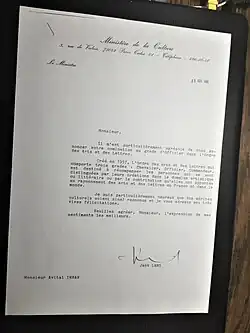 Ministère de la Culture
3, rue de Valois, 75042 Paris Cedex 01 - Téléphone :
Le Ministre
Monsieur,
Il m'est particulièrement agréable de vous
nomination au grade d'Officier dans l'Ordre
des Arts et des Lettres.
Créé en 1957, l'Ordre des Arts et des Lettres qui
comporte trois grades : Chevalier, Officier, Commandeur,
est destiné à récompenser les personnes qui se sont
distinguées par leurs créations dans le domaine artistique
ou littéraire ou par la contribution qu'elles ont apportée
au rayonnement des arts et des lettres en France et dans le
monde.
Je suis particulièrement heureux que vos mérites
culturels soient ainsi reconnus et je vous adresse mes très
vives félicitations.
Veuillez agréer, Monsieur, l'expression de mes
sentiments les meilleurs.
Jack LANG
Monsieur